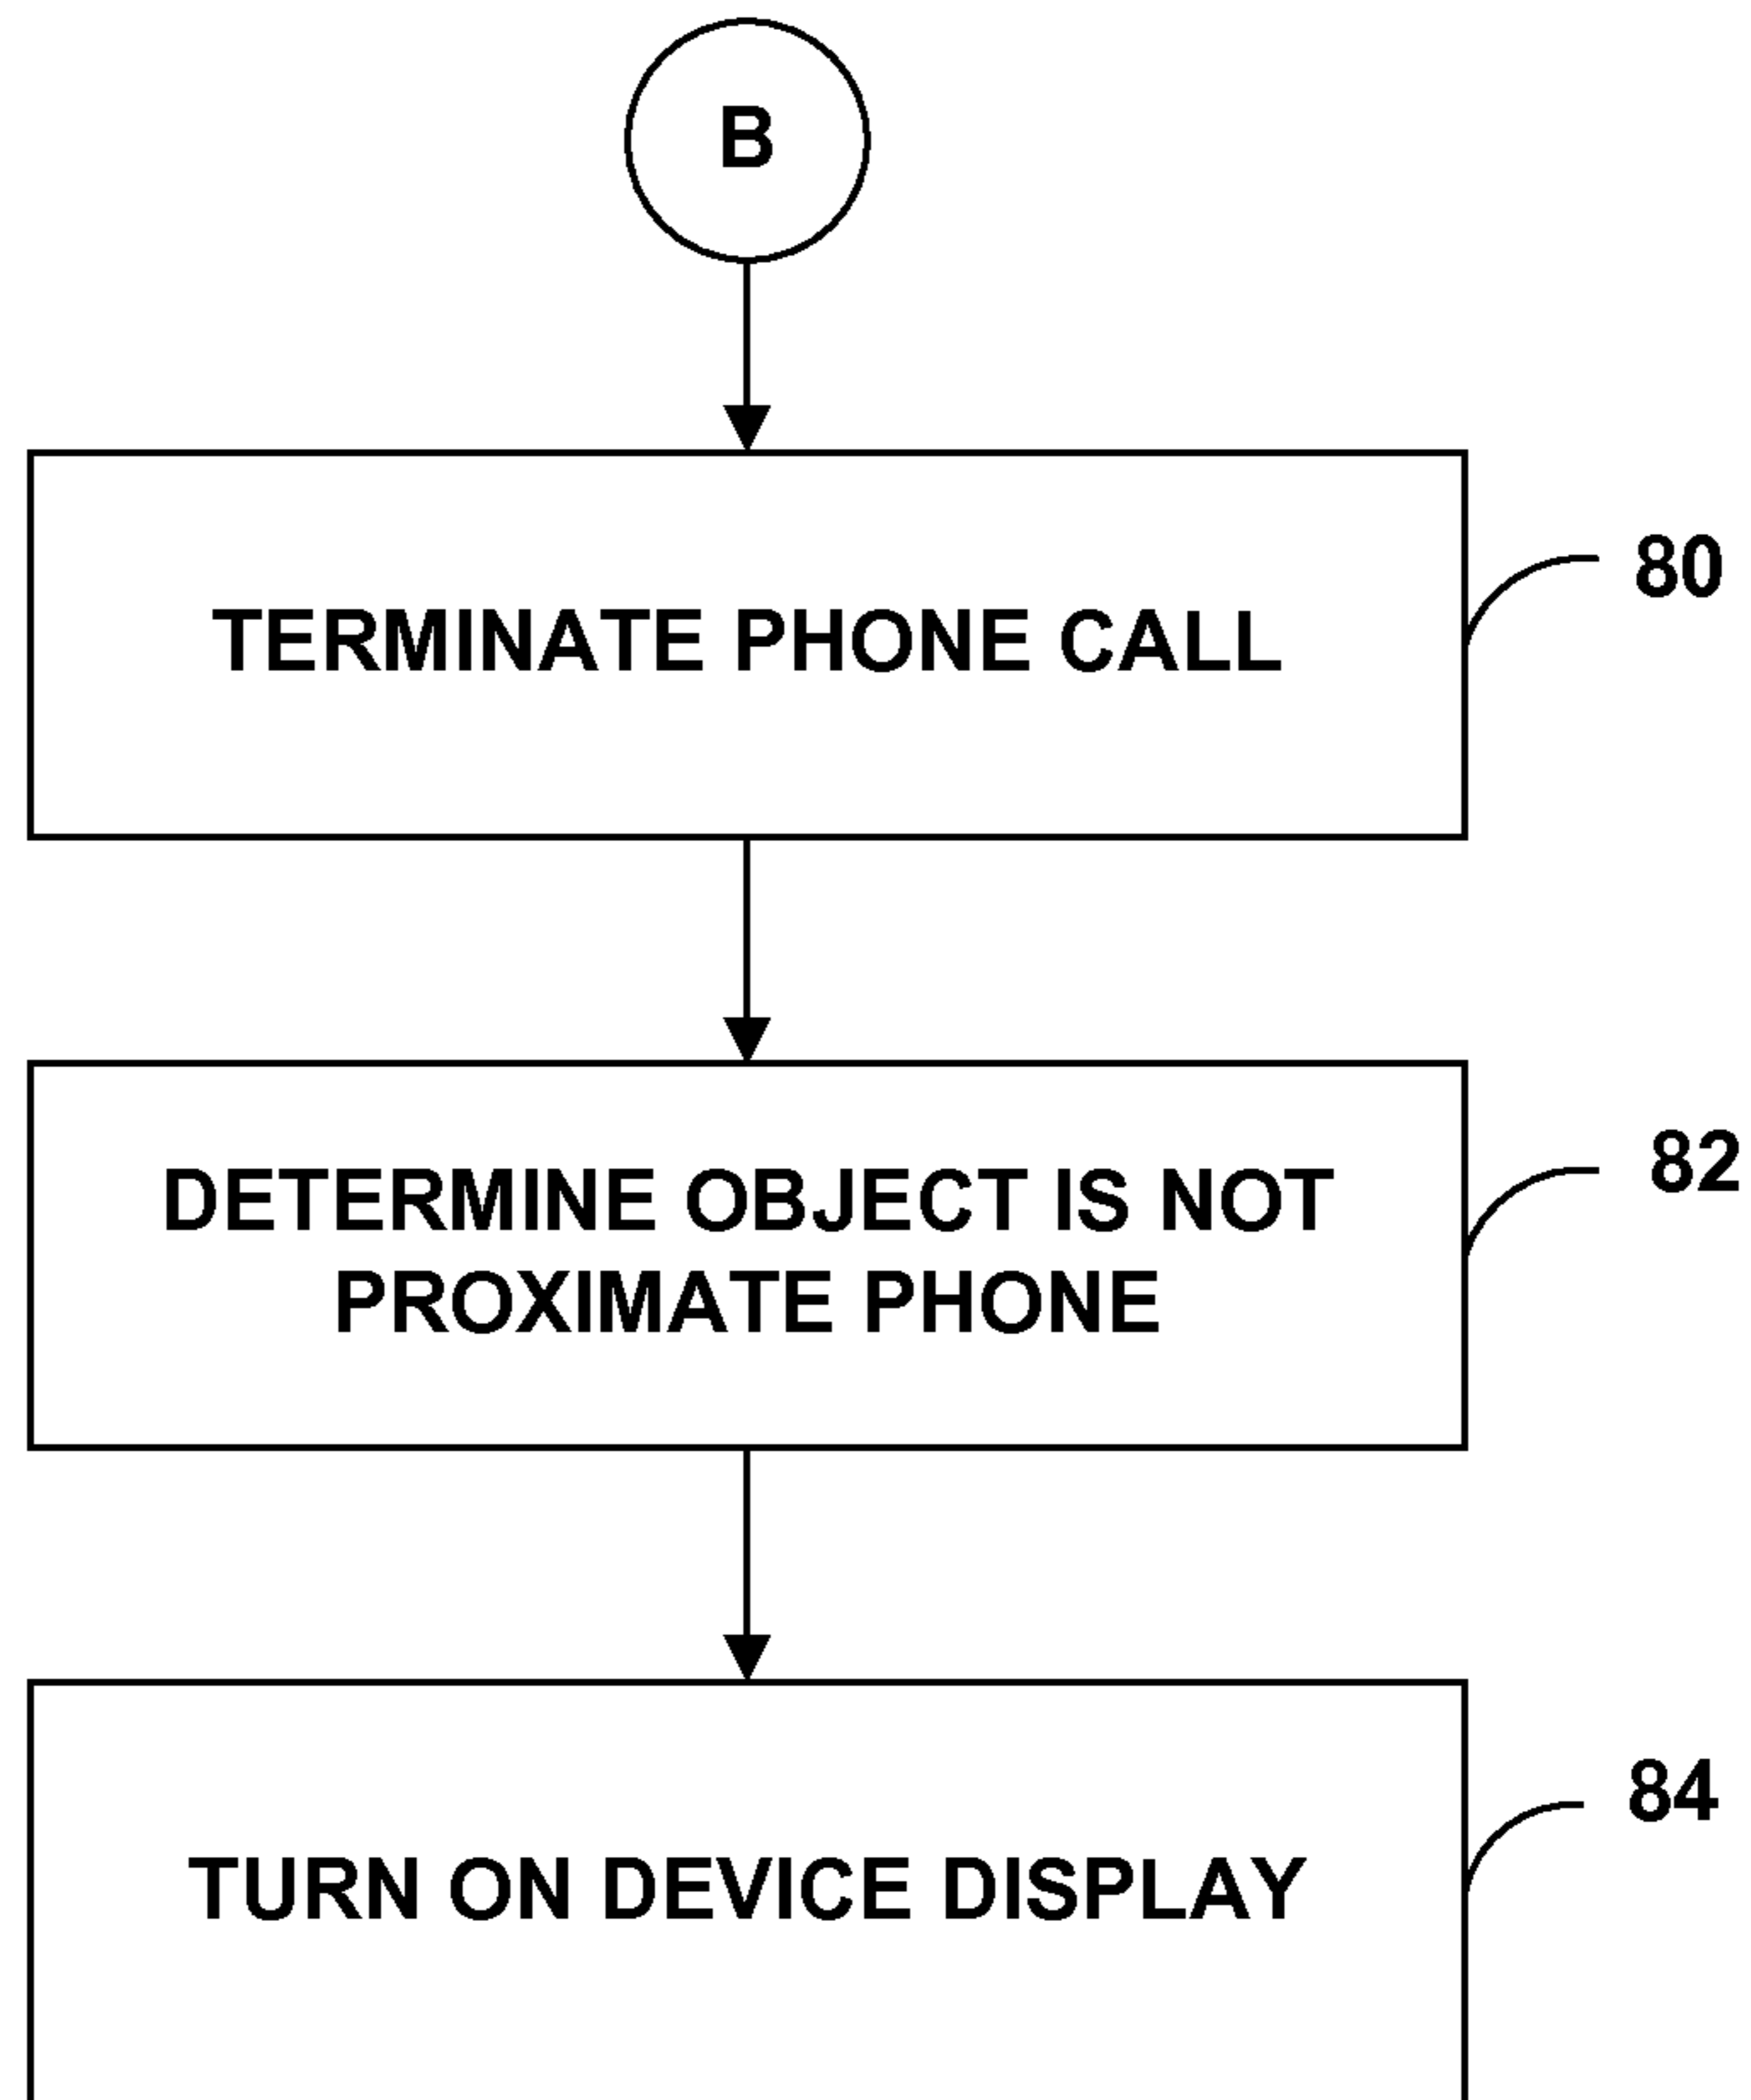 B
TERMINATE PHONE CALL
80
DETERMINE OBJECT IS NOT
PROXIMATE PHONE
82
TURN ON DEVICE DISPLAY
84